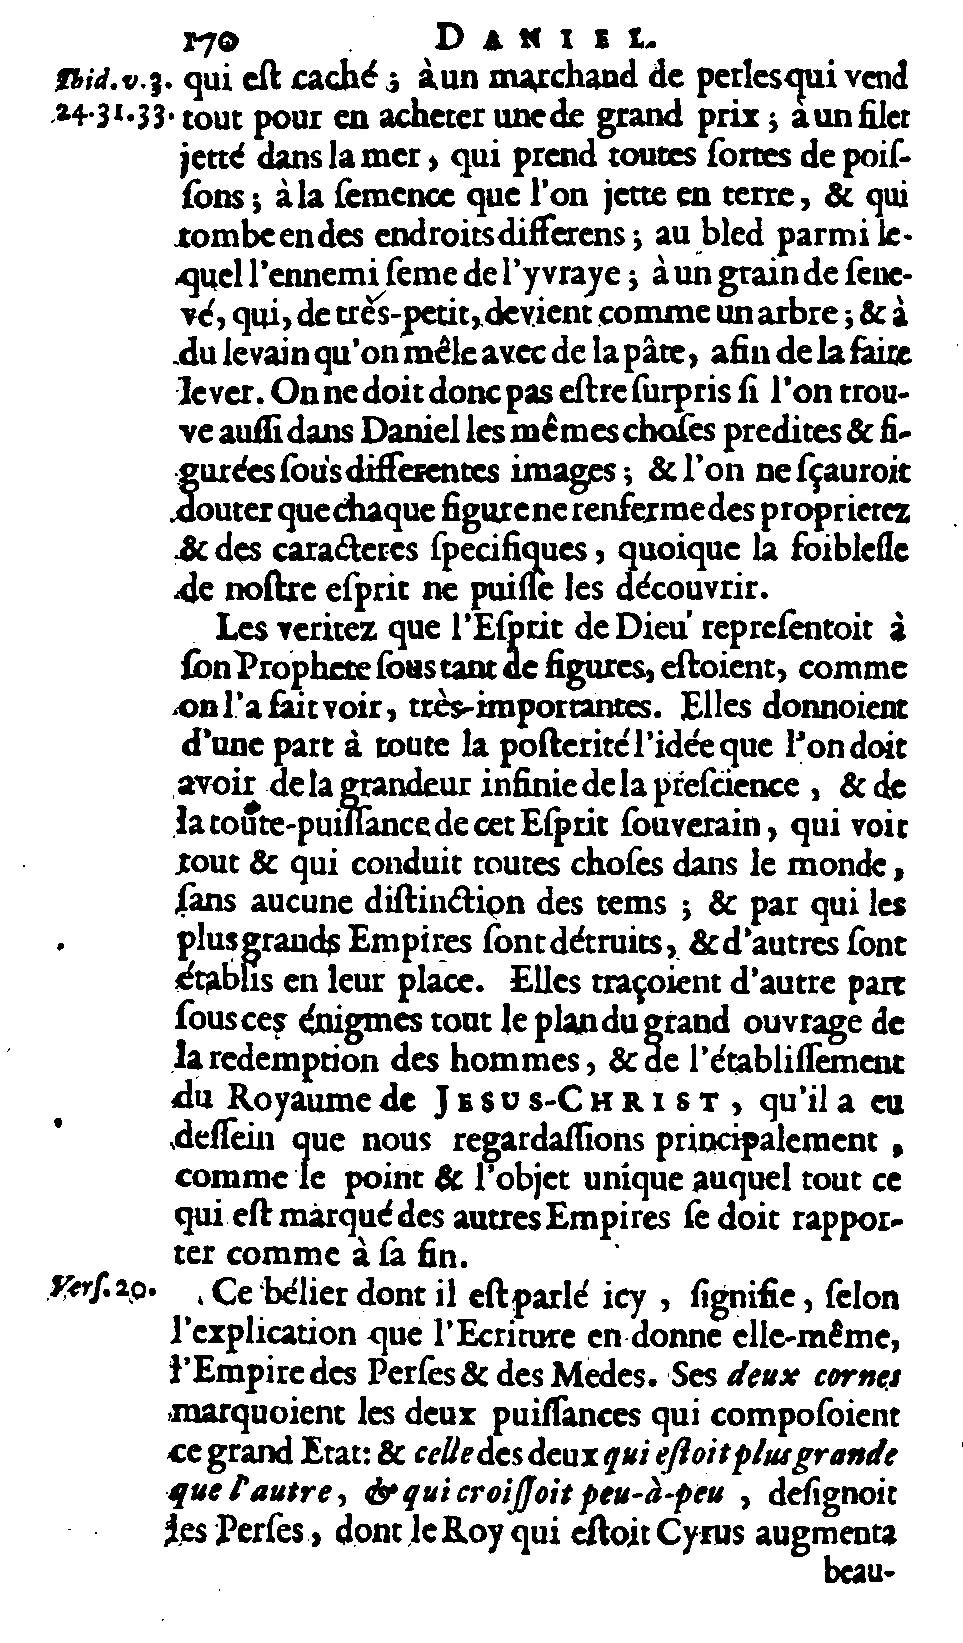 170 DANIEL.
Ibid.v.3. qui eſt caché ; à un marchand de perles qui vend
24.31.33. tout pour en acheter une de grand prix ; à un filet
jetté dans la mer , qui prend toutes ſortes de poiſ-
ſons ; à la ſemence que l'on jette en terre , & qui
tombe en des endroits differens ; au bled parmi le-
quel l'ennemi ſeme de l'yvraye ; à un grain de ſene-
vé, qui, de très-petit, devient comme un arbre ; & à
du levain qu'on mêle avec de la pâte, afin de la faire
lever. On ne doit donc pas eſtre ſurpris ſi l'on trou-
ve auſſi dans Daniel les mêmes choſes predites & fi-
gurées ſous differentes images ; & l'on ne ſçauroit
douter que chaque figure ne renferme des proprietez
& des caracteres ſpecifiques , quoique la foibleſſe
de noſtre eſprit ne puiſſe les découvrir.
Les veritez que l'Eſprit de Dieu repreſentoit à
ſon Prophete ſous tant de figures, eſtoient, comme
on l'a fait voir , très-importantes. Elles donnoient
d'une part à toute la poſterité l'idée que l'on doit
avoir de la grandeur infinie de la préſcience , & de
la toute-puiſſance de cet Eſprit ſouverain, qui voit
tout & qui conduit toutes choſes dans le monde ,
ſans aucune diſtinction des tems ; & par qui les
plus grands Empires ſont détruits, & d'autres ſont
établis en leur place. Elles traçoient d'autre part
ſous ces énigmes tout le plan du grand ouvrage de
la redemption des hommes , & de l'établiſſement
du Royaume de JESUS-CHRIST , qu'il a eu
deſſein que nous regardaſſions principalement ,
comme le point & l'objet unique auquel tout ce
qui eſt marqué des autres Empires ſe doit rappor-
ter comme à ſa fin.
Verſ. 20. Ce bélier dont il eſt parlé icy , ſignifie , ſelon
l'explication que l'Ecriture en donne elle-même,
l'Empire des Perſes & des Medes. Ses deux cornes
marquoient les deux puiſſances qui compoſoient
ce grand Etat: & celle des deux qui eſtoit plus grande
que l'autre, & qui croiſſoit peu-à-peu , deſignoit
les Perſes , dont le Roy qui eſtoit Cyrus augmenta
beau-